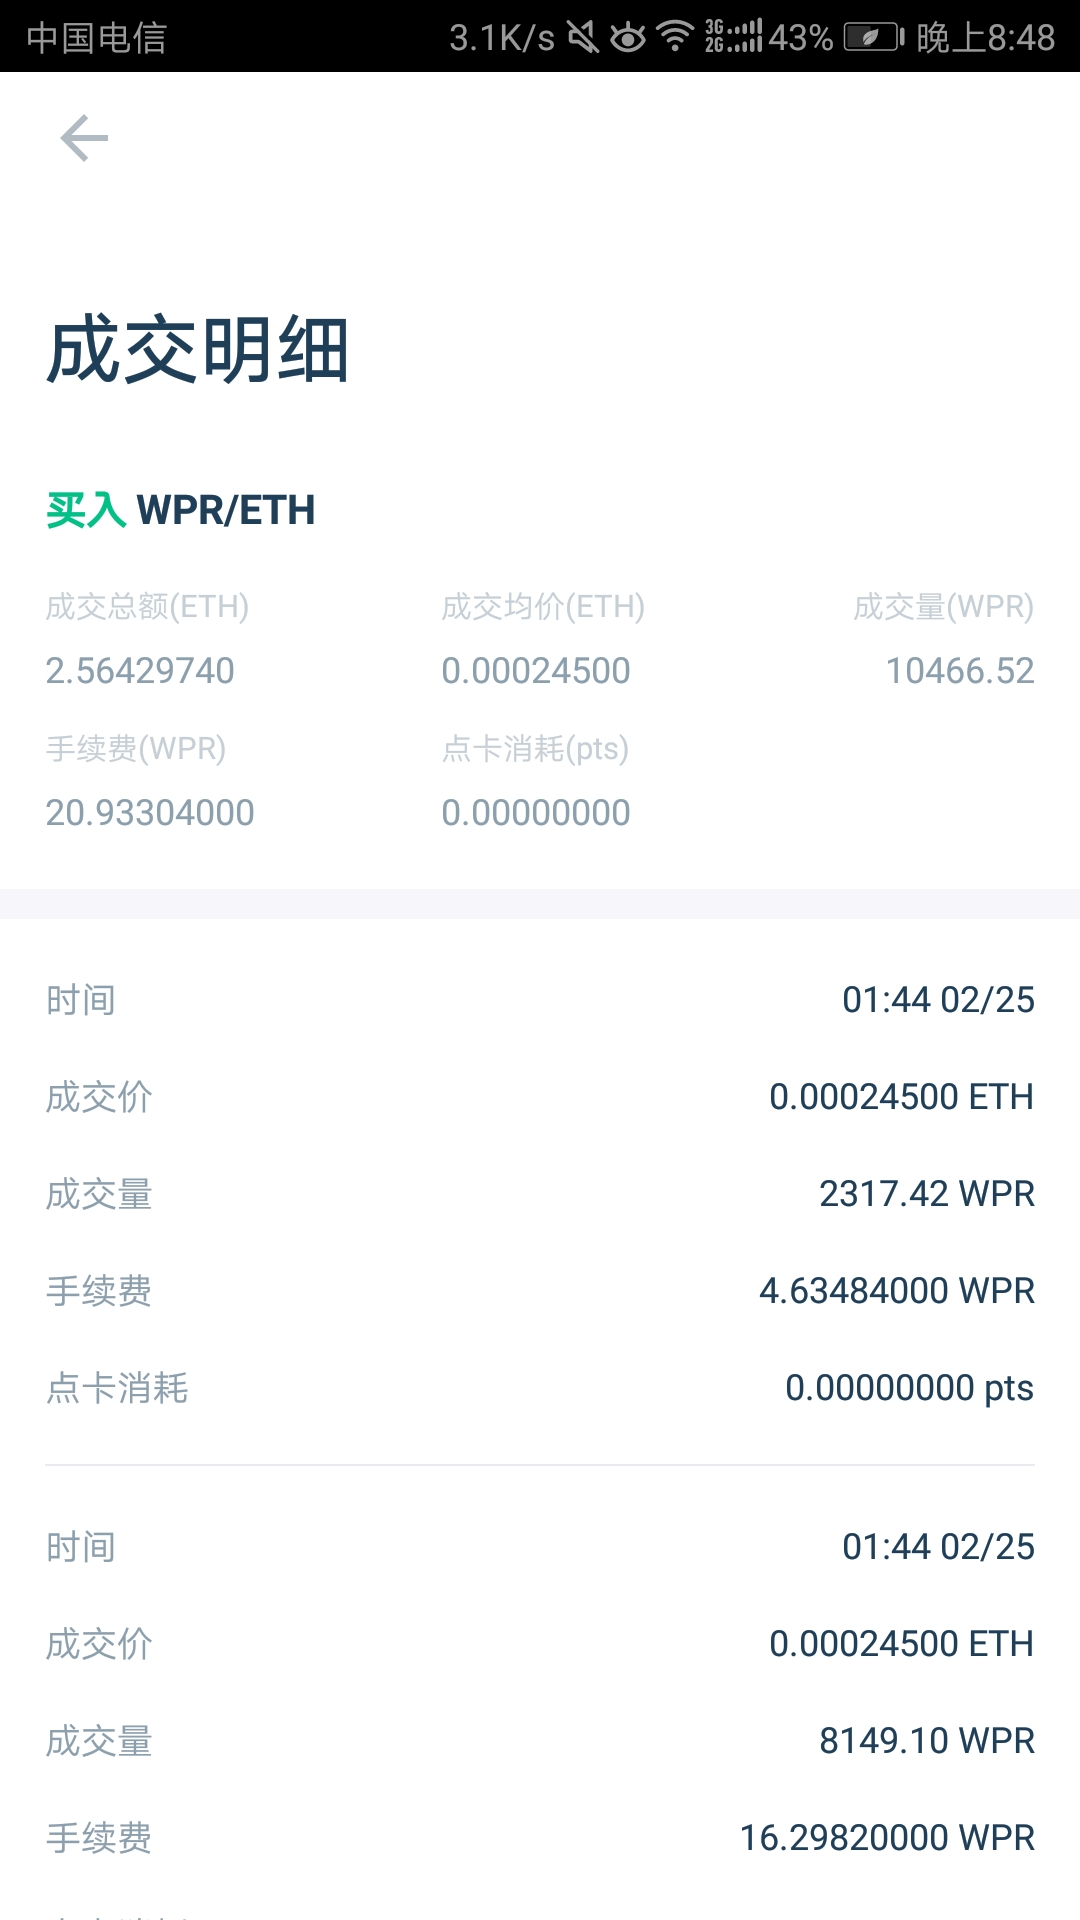 中国电信 3.1K/s 3G 2G 43% 晚上8:48
成交明细
买入 WPR/ETH
成交总额(ETH) 成交均价(ETH) 成交量(WPR)
2.56429740 0.00024500 10466.52
手续费(WPR) 点卡消耗(pts)
20.93304000 0.00000000
时间 01:44 02/25
成交价 0.00024500 ETH
成交量 2317.42 WPR
手续费 4.63484000 WPR
点卡消耗 0.00000000 pts
时间 01:44 02/25
成交价 0.00024500 ETH
成交量 8149.10 WPR
手续费 16.29820000 WPR